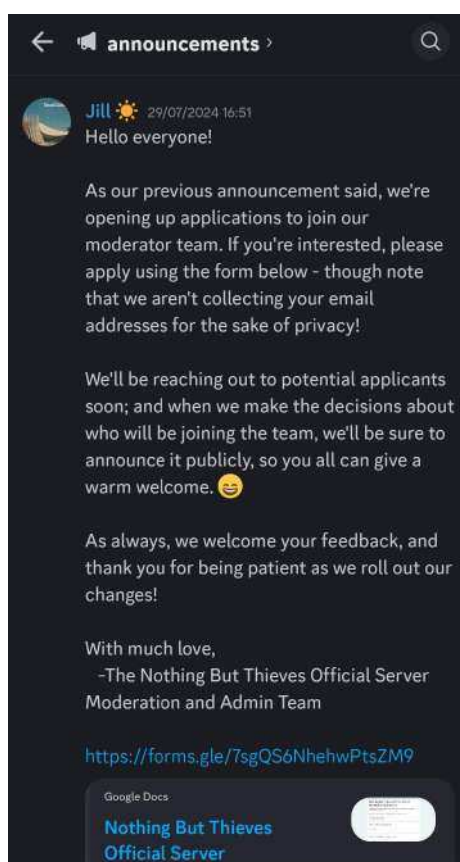 announcements
Jill 29/07/2024 16:51
Hello everyone!
As our previous announcement said, we're
opening up applications to join our
moderator team. If you're interested, please
apply using the form below - though note
that we aren't collecting your email
addresses for the sake of privacy!
We'll be reaching out to potential applicants
soon; and when we make the decisions about
who will be joining the team, we'll be sure to
announce it publicly, so you all can give a
warm welcome. 😄
As always, we welcome your feedback, and
thank you for being patient as we roll out our
changes!
With much love,
-The Nothing But Thieves Official Server
Moderation and Admin Team
https://forms.gle/7sgQS6NhehwPtsZM9
Google Docs
Nothing But Thieves
Official Server